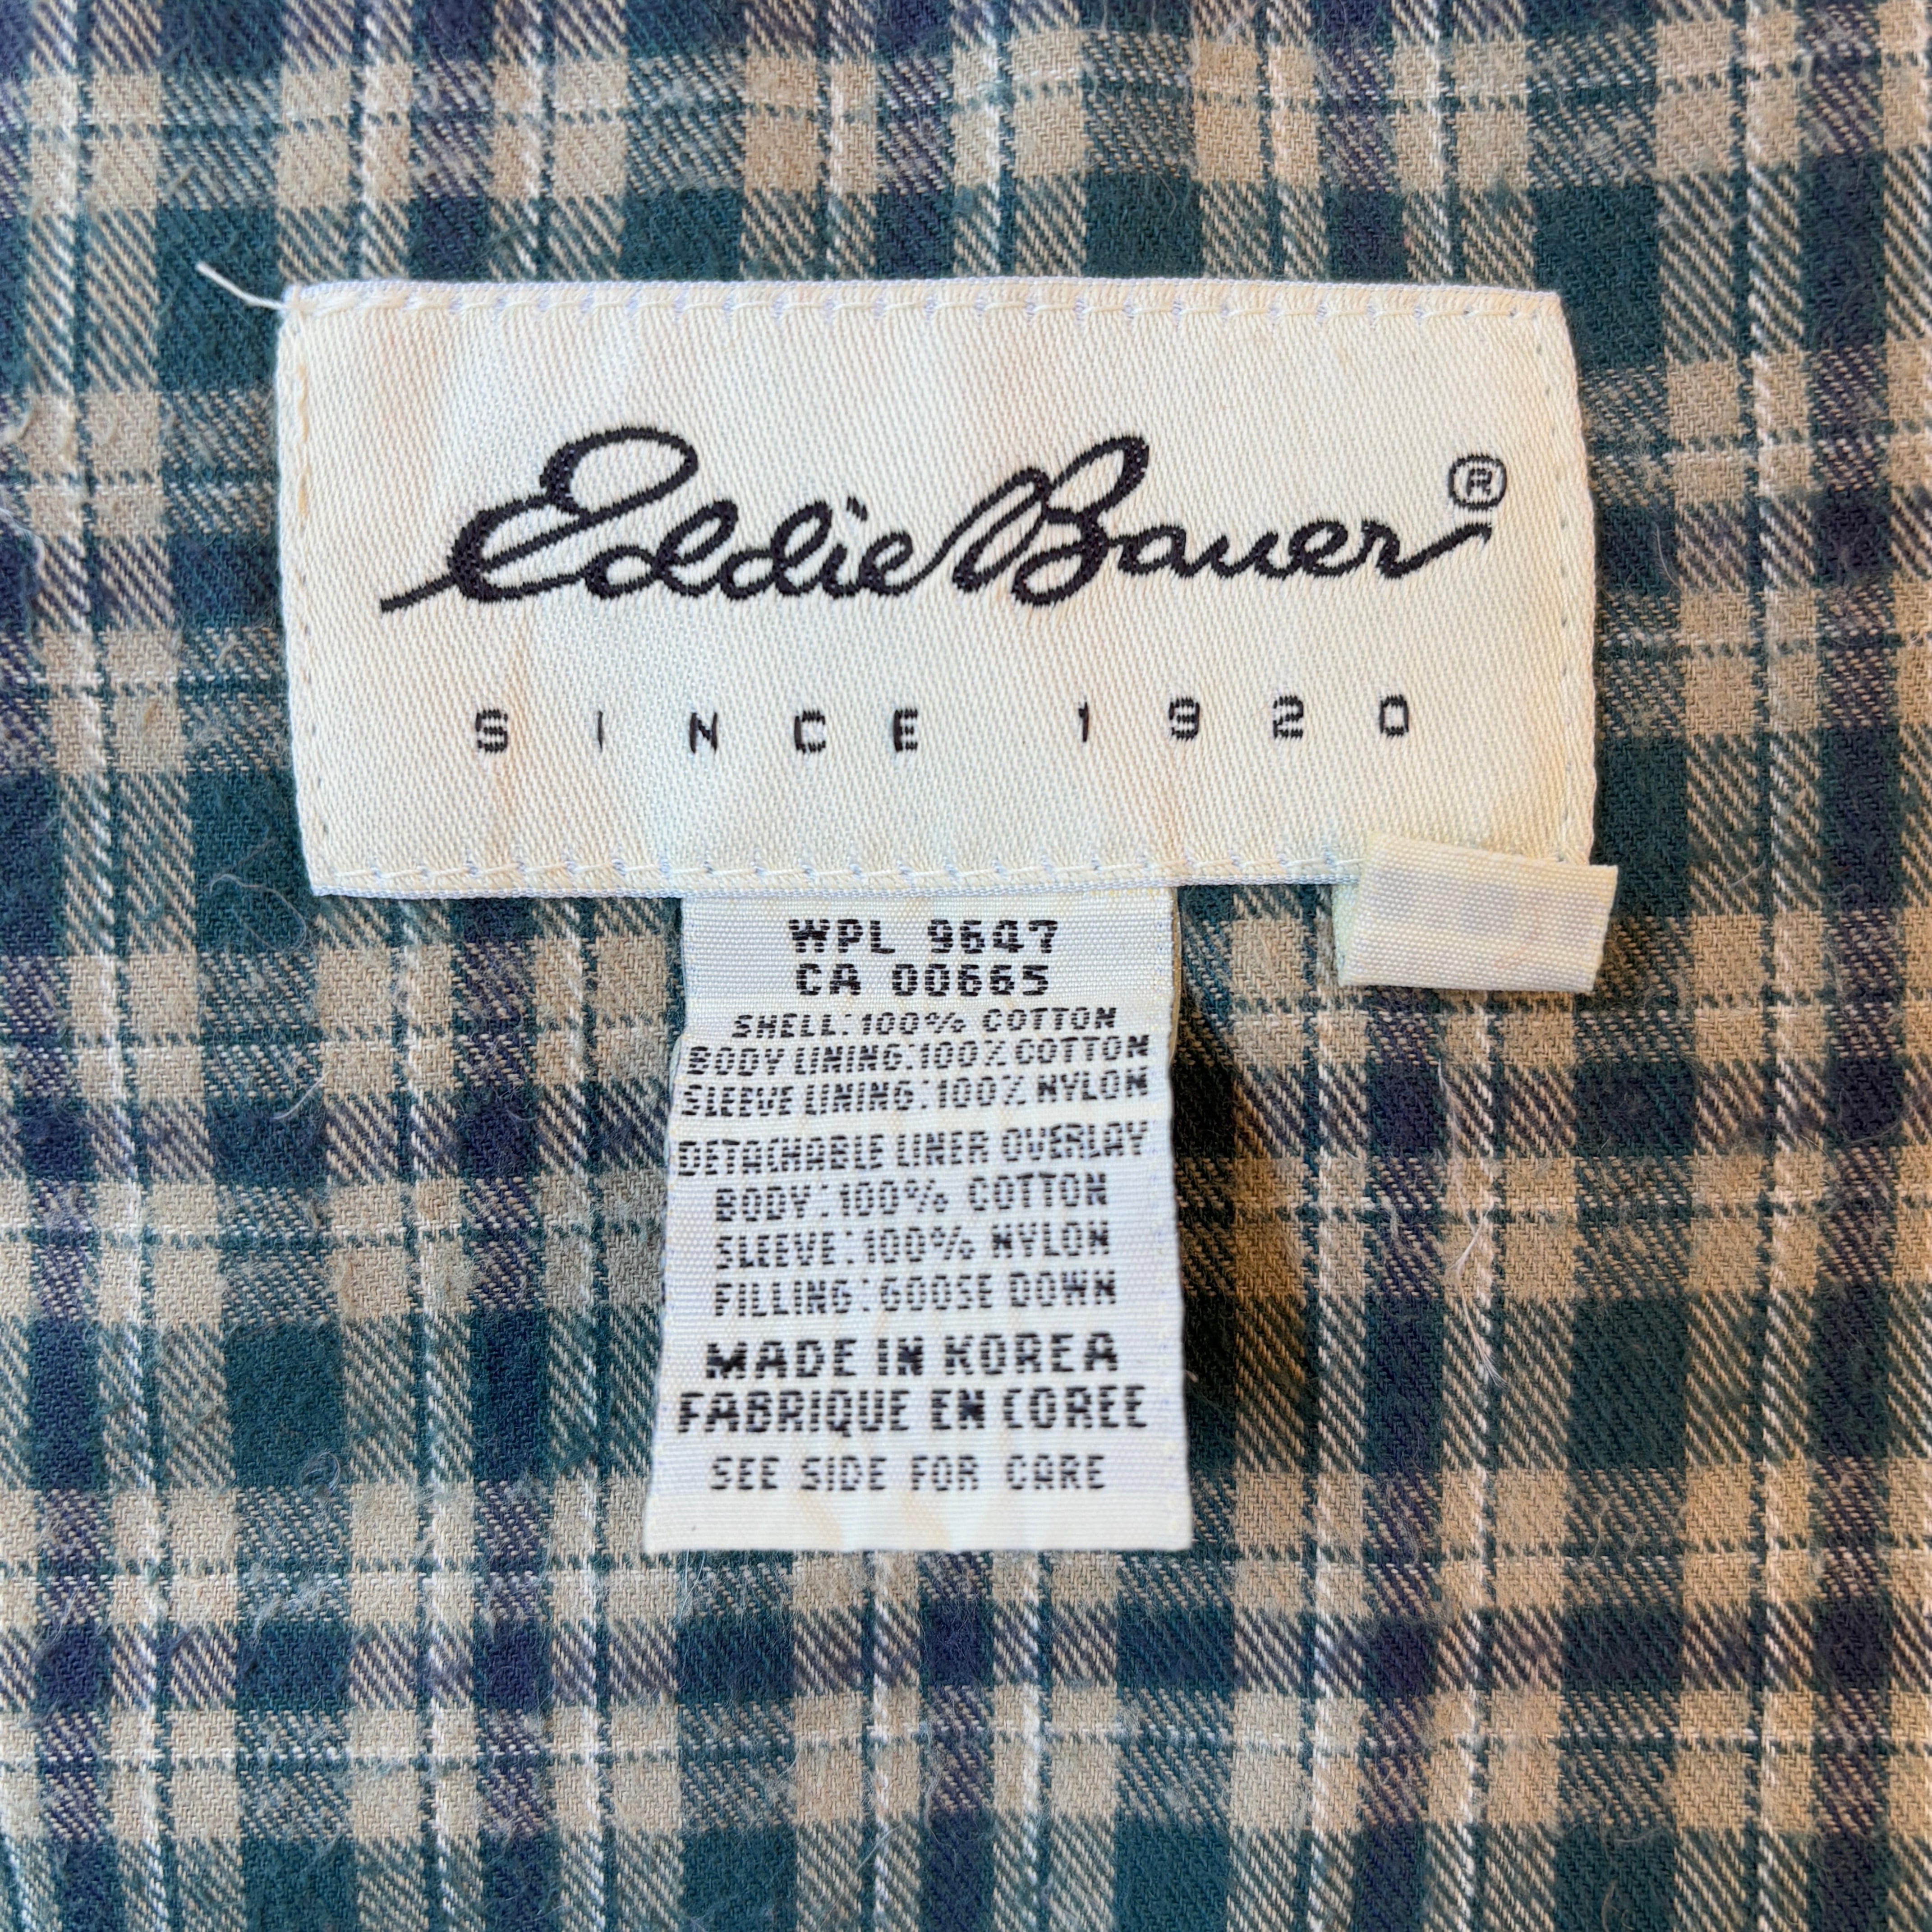 Eddie Bauer®
SINCE 1920
WPL 9647
CA 00665
SHELL:100% COTTON
BODY LINING:100% COTTON
SLEEVE LINING:100% NYLON
DETACHABLE LINER OVERLAY
BODY:100% COTTON
SLEEVE:100% NYLON
FILLING:GOOSE DOWN
MADE IN KOREA
FABRIQUE EN COREE
SEE SIDE FOR CARE